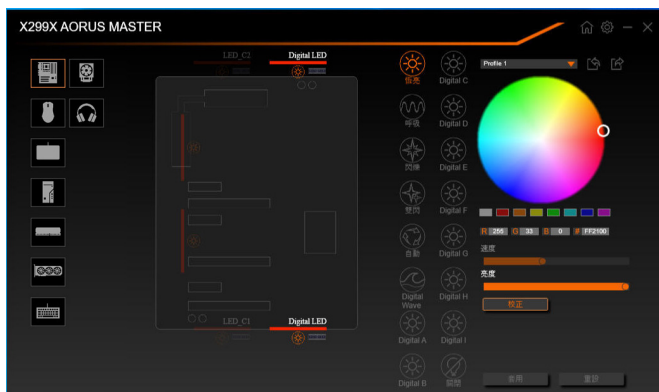 X299X AORUS MASTER
LED_C2
Digital LED
恆亮
Digital C
呼吸
Digital D
閃爍
Digital E
雙閃
Digital F
自動
Digital G
Digital Wave
Digital H
Digital A
Digital I
Digital B
關閉
Profile 1
R 255 G 33 B 0 # FF2100
速度
亮度
校正
LED_C1
Digital LED
套用
重設